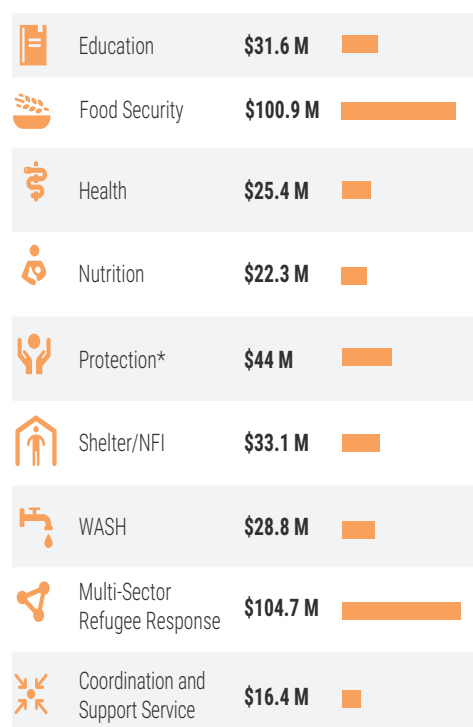 Education $31.6 M
Food Security $100.9 M
Health $25.4 M
Nutrition $22.3 M
Protection* $44 M
Shelter/NFI $33.1 M
WASH $28.8 M
Multi-Sector
Refugee Response $104.7 M
Coordination and
Support Service $16.4 M